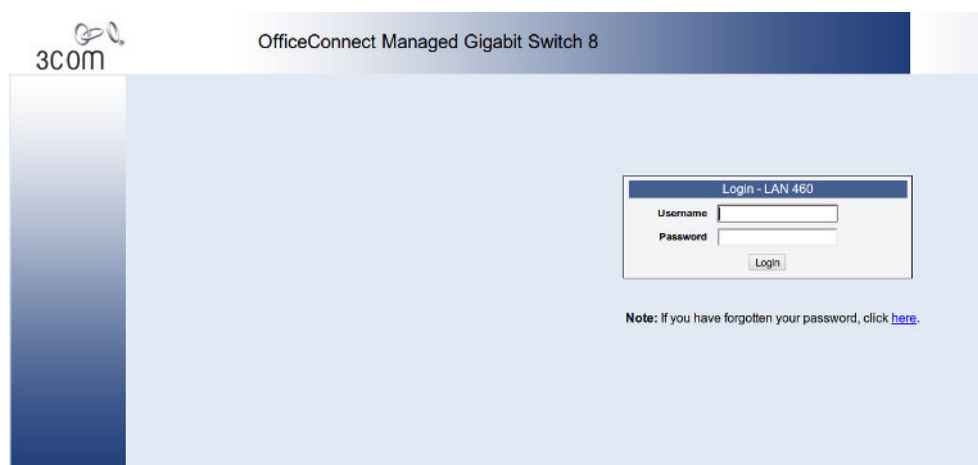 3COM
OfficeConnect Managed Gigabit Switch 8
Login - LAN 460
Username
Password
Login
Note: If you have forgotten your password, click here.